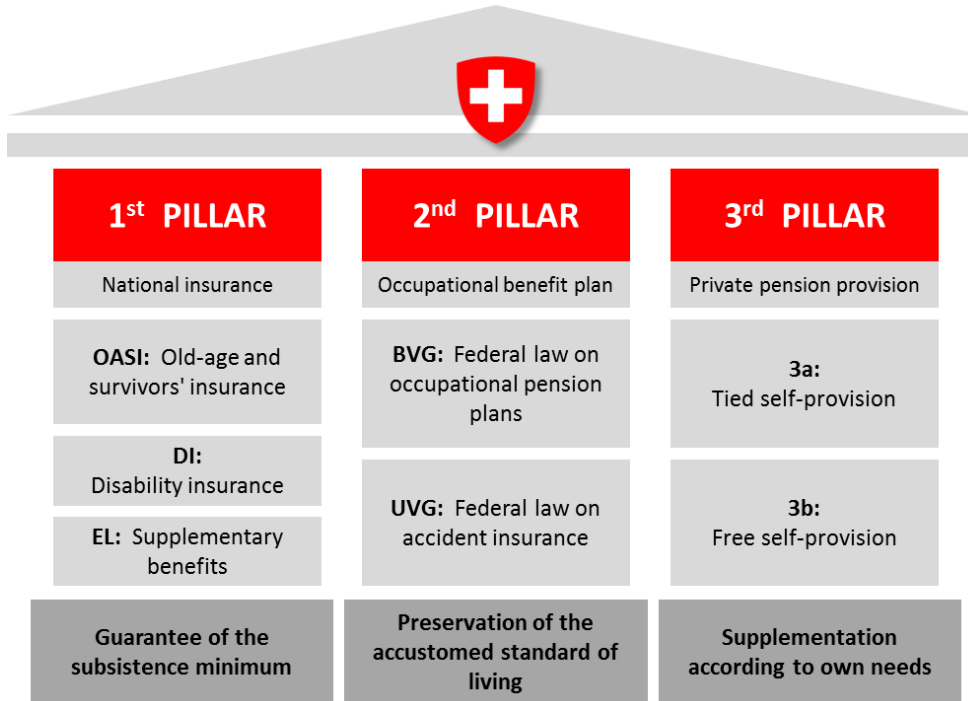 1st PILLAR
National insurance
OASI: Old-age and
survivors' insurance
DI:
Disability insurance
EL: Supplementary
benefits
Guarantee of the
subsistence minimum
2nd PILLAR
Occupational benefit plan
BVG: Federal law on
occupational pension
plans
UVG: Federal law on
accident insurance
Preservation of the
accustomed standard of
living
3rd PILLAR
Private pension provision
3a:
Tied self-provision
3b:
Free self-provision
Supplementation
according to own needs